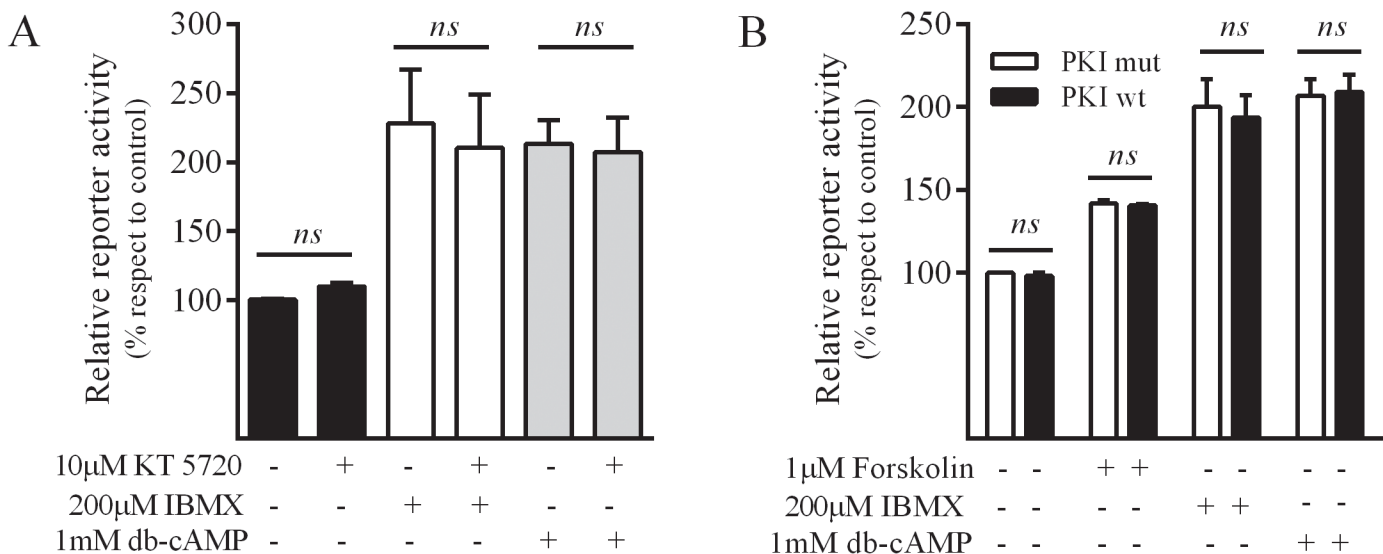 A
Relative reporter activity
(% respect to control)
300
250
200
150
100
ns
ns
ns
10μM KT 5720 - + - + - +
200μM IBMX - - + + - -
1mM db-cAMP - - - - + +
B
Relative reporter activity
(% respect to control)
250
200
150
100
PKI mut
PKI wt
ns
ns
ns
ns
1μM Forskolin - - + + - - - -
200μM IBMX - - - - + + - -
1mM db-cAMP - - - - - - + +